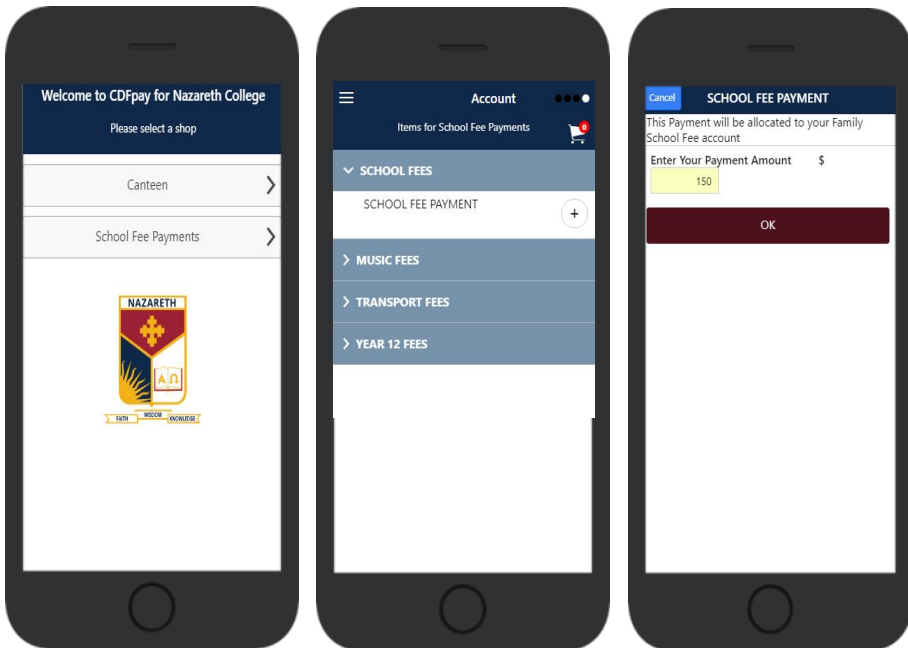 Welcome to CDFpay for Nazareth College
Please select a shop
Canteen
School Fee Payments
NAZARETH
A Ω
FAITH WISDOM KNOWLEDGE
Account
Items for School Fee Payments
0
SCHOOL FEES
SCHOOL FEE PAYMENT
+
MUSIC FEES
TRANSPORT FEES
YEAR 12 FEES
Cancel SCHOOL FEE PAYMENT
This Payment will be allocated to your Family
School Fee account
Enter Your Payment Amount $
150
OK